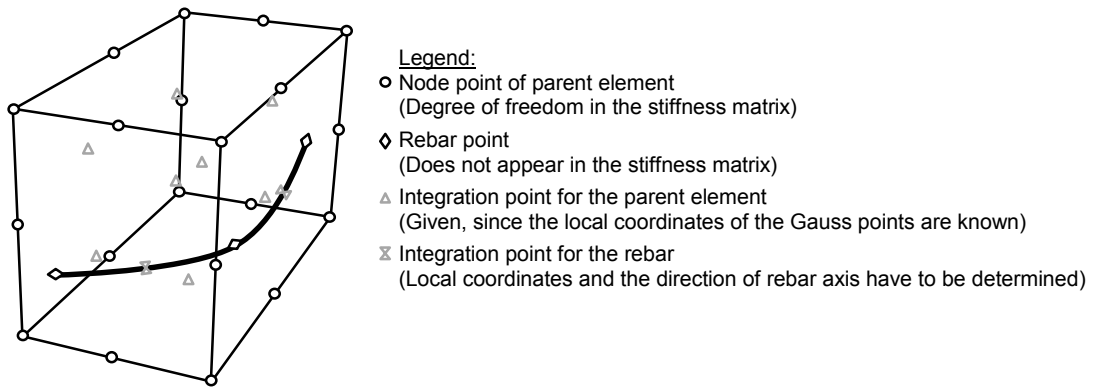 Legend:
Node point of parent element
(Degree of freedom in the stiffness matrix)
Rebar point
(Does not appear in the stiffness matrix)
Integration point for the parent element
(Given, since the local coordinates of the Gauss points are known)
Integration point for the rebar
(Local coordinates and the direction of rebar axis have to be determined)